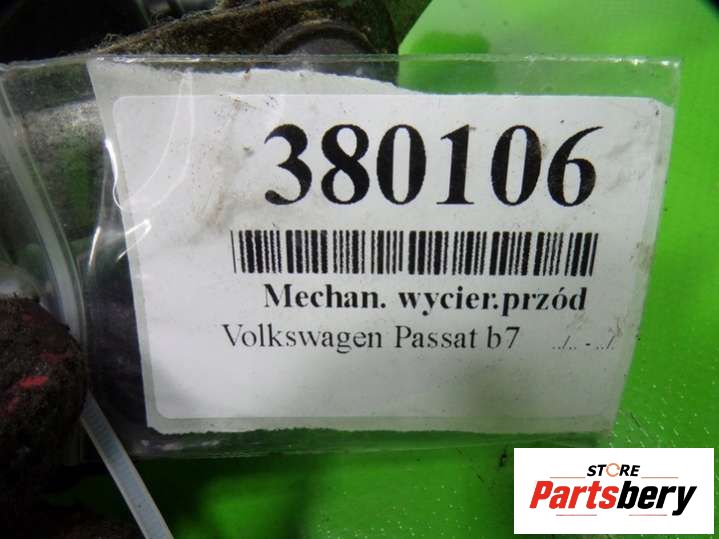 380106
Mechan. wycier.przód
Volkswagen Passat b7 ../.. - ../.
STORE
Partsbery